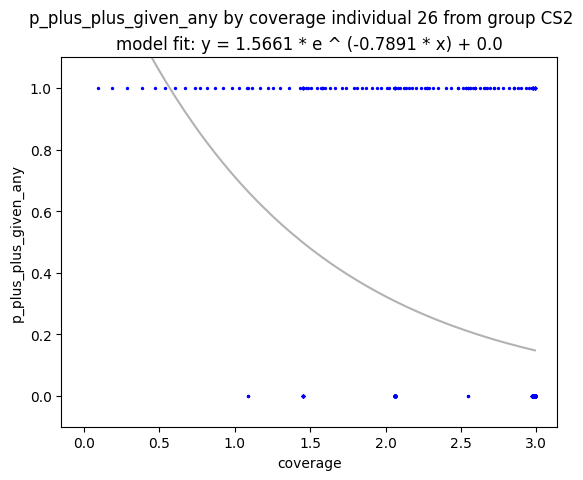 p_plus_plus_given_any by coverage individual 26 from group CS2
model fit: y = 1.5661 * e ^ (-0.7891 * x) + 0.0
p_plus_plus_given_any
1.0
0.8
0.6
0.4
0.2
0.0
0.0 0.5 1.0 1.5 2.0 2.5 3.0
coverage